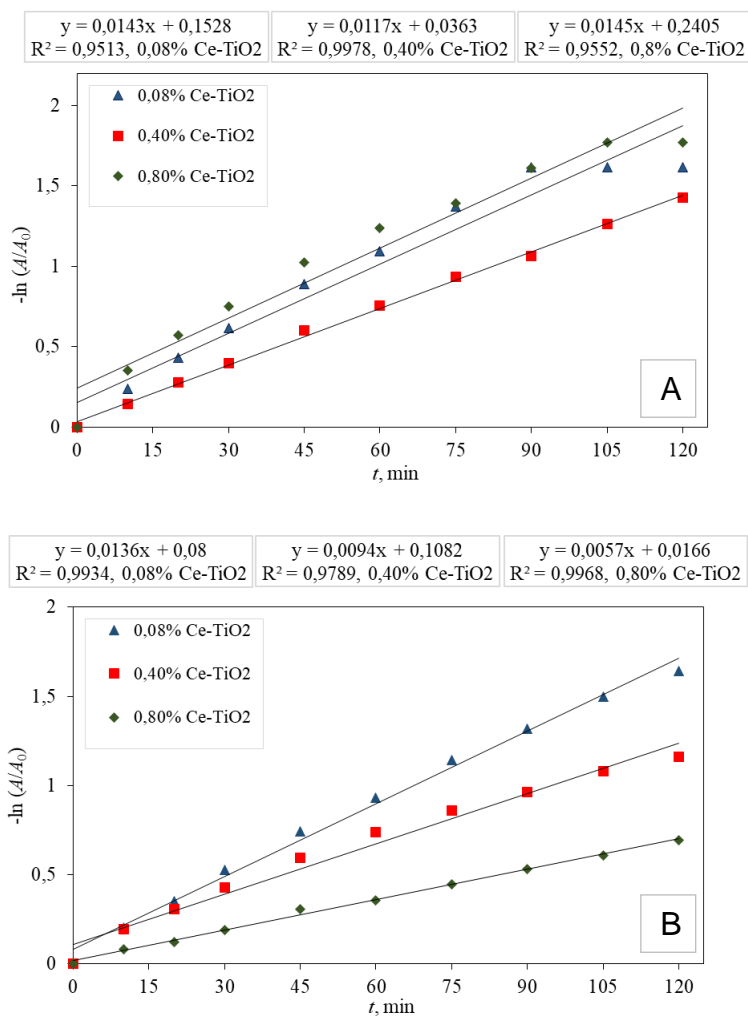 y = 0,0143x + 0,1528
R² = 0,9513, 0,08% Ce-TiO2
y = 0,0117x + 0,0363
R² = 0,9978, 0,40% Ce-TiO2
y = 0,0145x + 0,2405
R² = 0,9552, 0,8% Ce-TiO2
0,08% Ce-TiO2
0,40% Ce-TiO2
0,80% Ce-TiO2
-ln (A/A₀)
2
1,5
1
0,5
0
A
0 15 30 45 60 75 90 105 120
t, min
y = 0,0136x + 0,08
R² = 0,9934, 0,08% Ce-TiO2
y = 0,0094x + 0,1082
R² = 0,9789, 0,40% Ce-TiO2
y = 0,0057x + 0,0166
R² = 0,9968, 0,80% Ce-TiO2
0,08% Ce-TiO2
0,40% Ce-TiO2
0,80% Ce-TiO2
-ln (A/A₀)
2
1,5
1
0,5
0
B
0 15 30 45 60 75 90 105 120
t, min